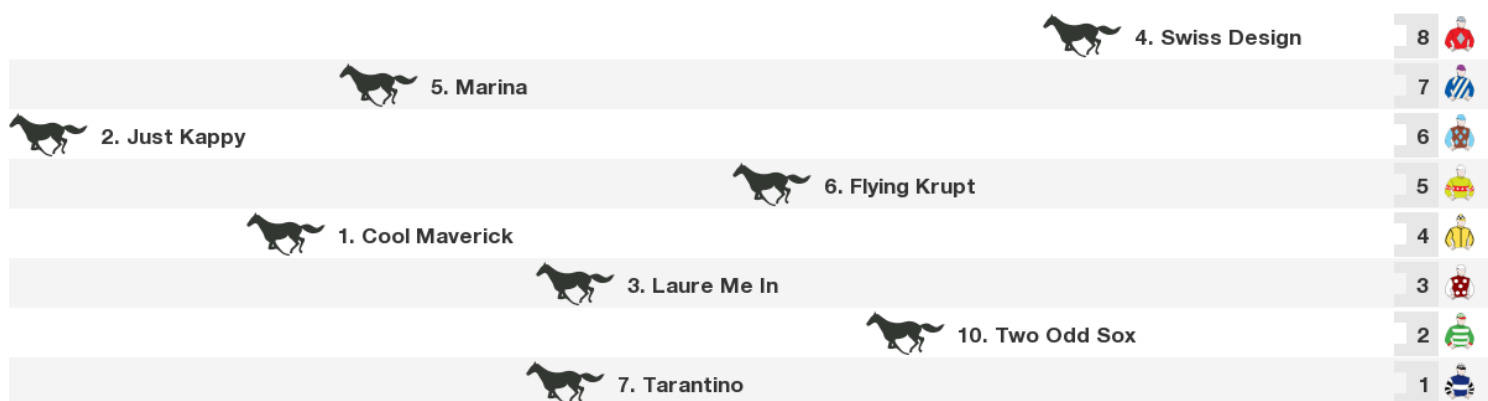 4. Swiss Design 8
5. Marina 7
2. Just Kappy 6
6. Flying Krupt 5
1. Cool Maverick 4
3. Laure Me In 3
10. Two Odd Sox 2
7. Tarantino 1